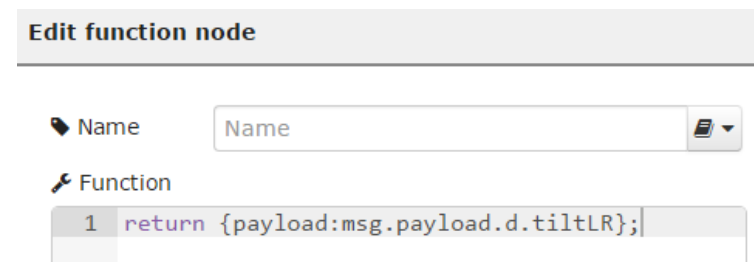 Edit function node
Name
Name
Function
1 return {payload:msg.payload.d.tiltLR};